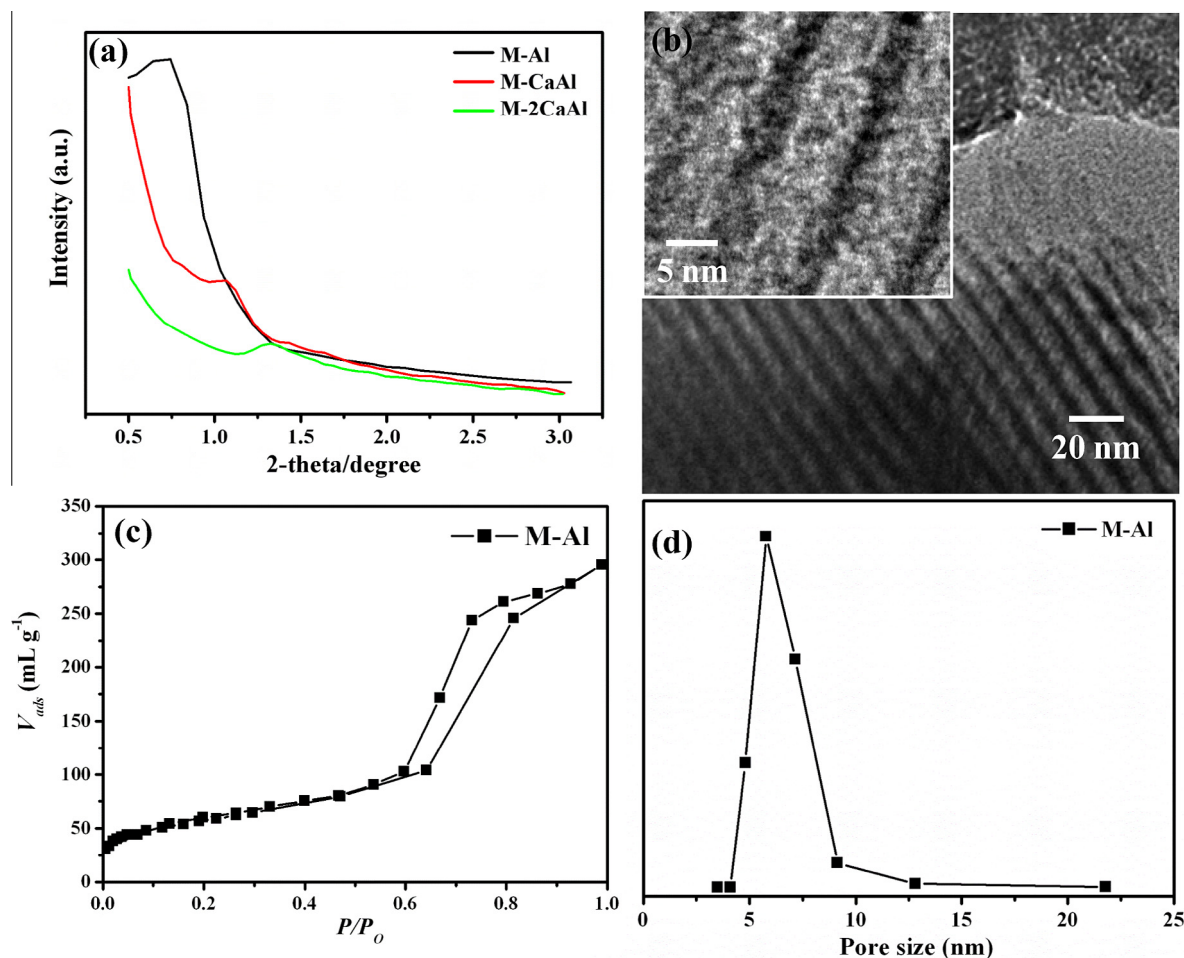 (a)
M-Al
M-CaAl
M-2CaAl
Intensity (a.u.)
0.5 1.0 1.5 2.0 2.5 3.0
2-theta/degree
(b)
5 nm
20 nm
(c)
M-Al
350
300
250
200
150
100
50
0
V_ads (mL g⁻¹)
0.0 0.2 0.4 0.6 0.8 1.0
P/P_O
(d)
M-Al
0 5 10 15 20 25
Pore size (nm)